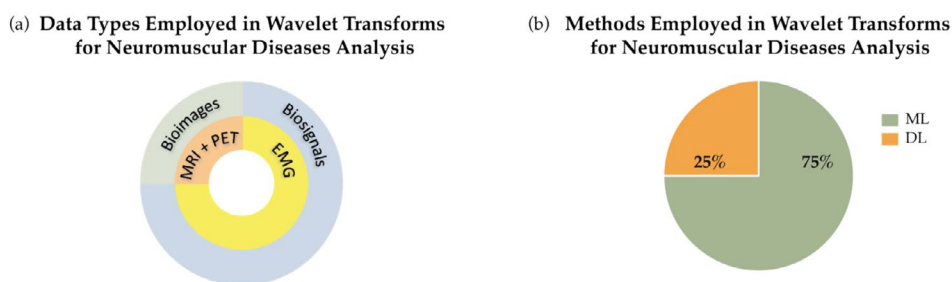 (a) Data Types Employed in Wavelet Transforms
for Neuromuscular Diseases Analysis
Bioimages
MRI + PET
EMG
Biosignals
(b) Methods Employed in Wavelet Transforms
for Neuromuscular Diseases Analysis
25%
75%
ML
DL